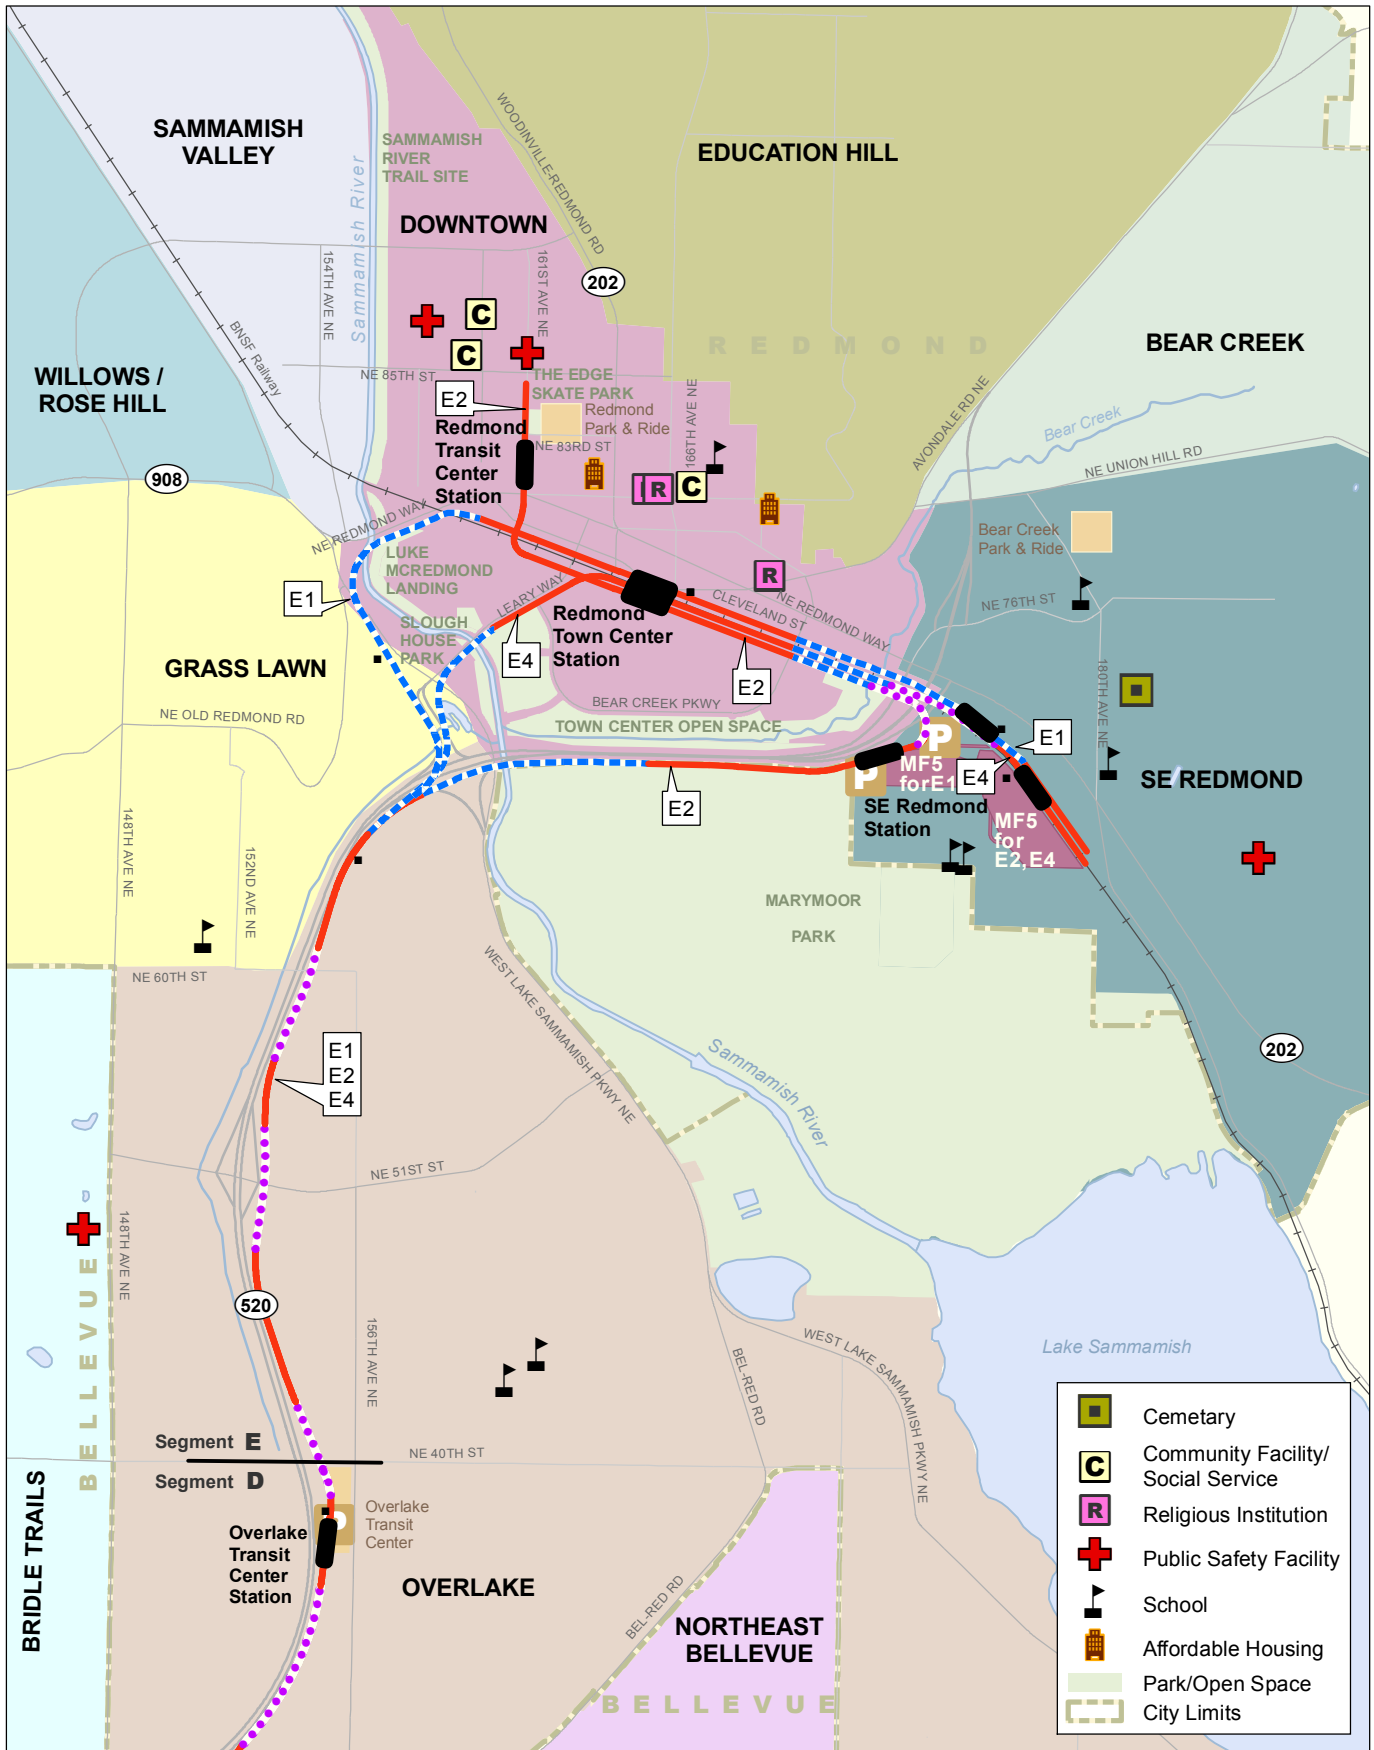 SAMMAMISH
VALLEY
SAMMAMISH
RIVER
TRAIL SITE
Sammamish River
WOODINVILLE-REDMOND RD
EDUCATION HILL
DOWNTOWN
154TH AVE NE
161ST AVE NE
202
BNSF Railway
C
C
REDMOND
BEAR CREEK
WILLOWS /
ROSE HILL
NE 85TH ST
THE EDGE
SKATE PARK
E2
Redmond
Park & Ride
166TH AVE NE
AVONDALE RD NE
Bear Creek
Redmond
Transit
Center
Station
NE 83RD ST
NE UNION HILL RD
908
R
C
NE REDMOND WAY
Bear Creek
Park & Ride
LUKE
MCREDMOND
LANDING
R
E1
LEARY WAY
CLEVELAND ST
NE REDMOND WAY
NE 76TH ST
SLOUGH
HOUSE
PARK
Redmond
Town Center
Station
E4
E2
GRASS LAWN
180TH AVE NE
NE OLD REDMOND RD
BEAR CREEK PKWY
TOWN CENTER OPEN SPACE
P
E1
P
MF5
for E1
E4
SE REDMOND
E2
SE Redmond
Station
MF5
for
E2,E4
148TH AVE NE
152ND AVE NE
MARYMOOR
PARK
NE 60TH ST
WEST LAKE SAMMAMISH PKWY NE
E1
E2
E4
Sammamish River
202
NE 51ST ST
BELLEVUE
148TH AVE NE
520
156TH AVE NE
BEL-RED RD
WEST LAKE SAMMAMISH PKWY NE
Lake Sammamish
Segment E
NE 40TH ST
Segment D
P
Overlake
Transit
Center
Overlake
Transit
Center
Station
BRIDLE TRAILS
OVERLAKE
BEL-RED RD
NORTHEAST
BELLEVUE
BELLEVUE
Cemetary
C
Community Facility/
Social Service
R
Religious Institution
Public Safety Facility
School
Affordable Housing
Park/Open Space
City Limits